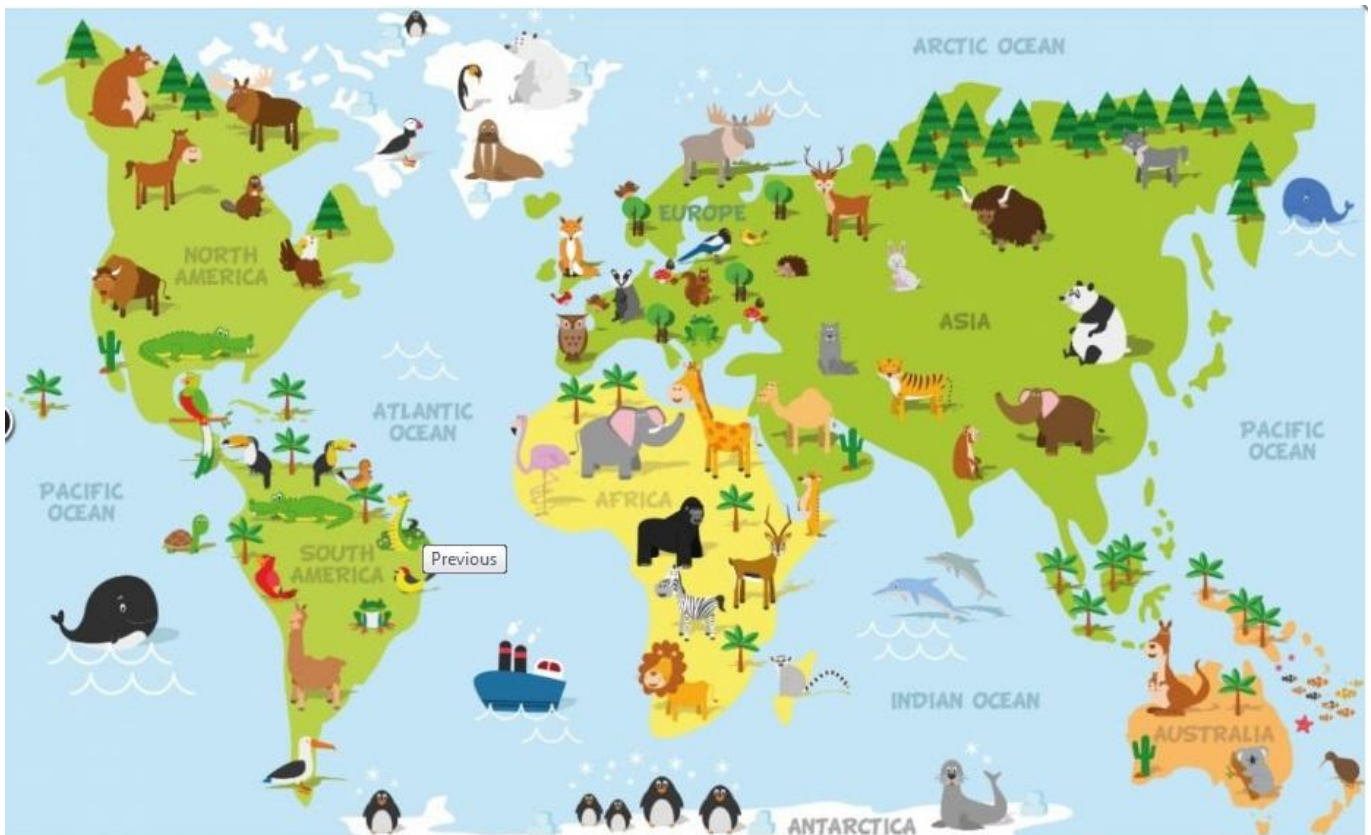 ARCTIC OCEAN
EUROPE
NORTH
AMERICA
ASIA
ATLANTIC
OCEAN
PACIFIC
OCEAN
PACIFIC
OCEAN
AFRICA
SOUTH
AMERICA
Previous
INDIAN OCEAN
AUSTRALIA
ANTARCTICA